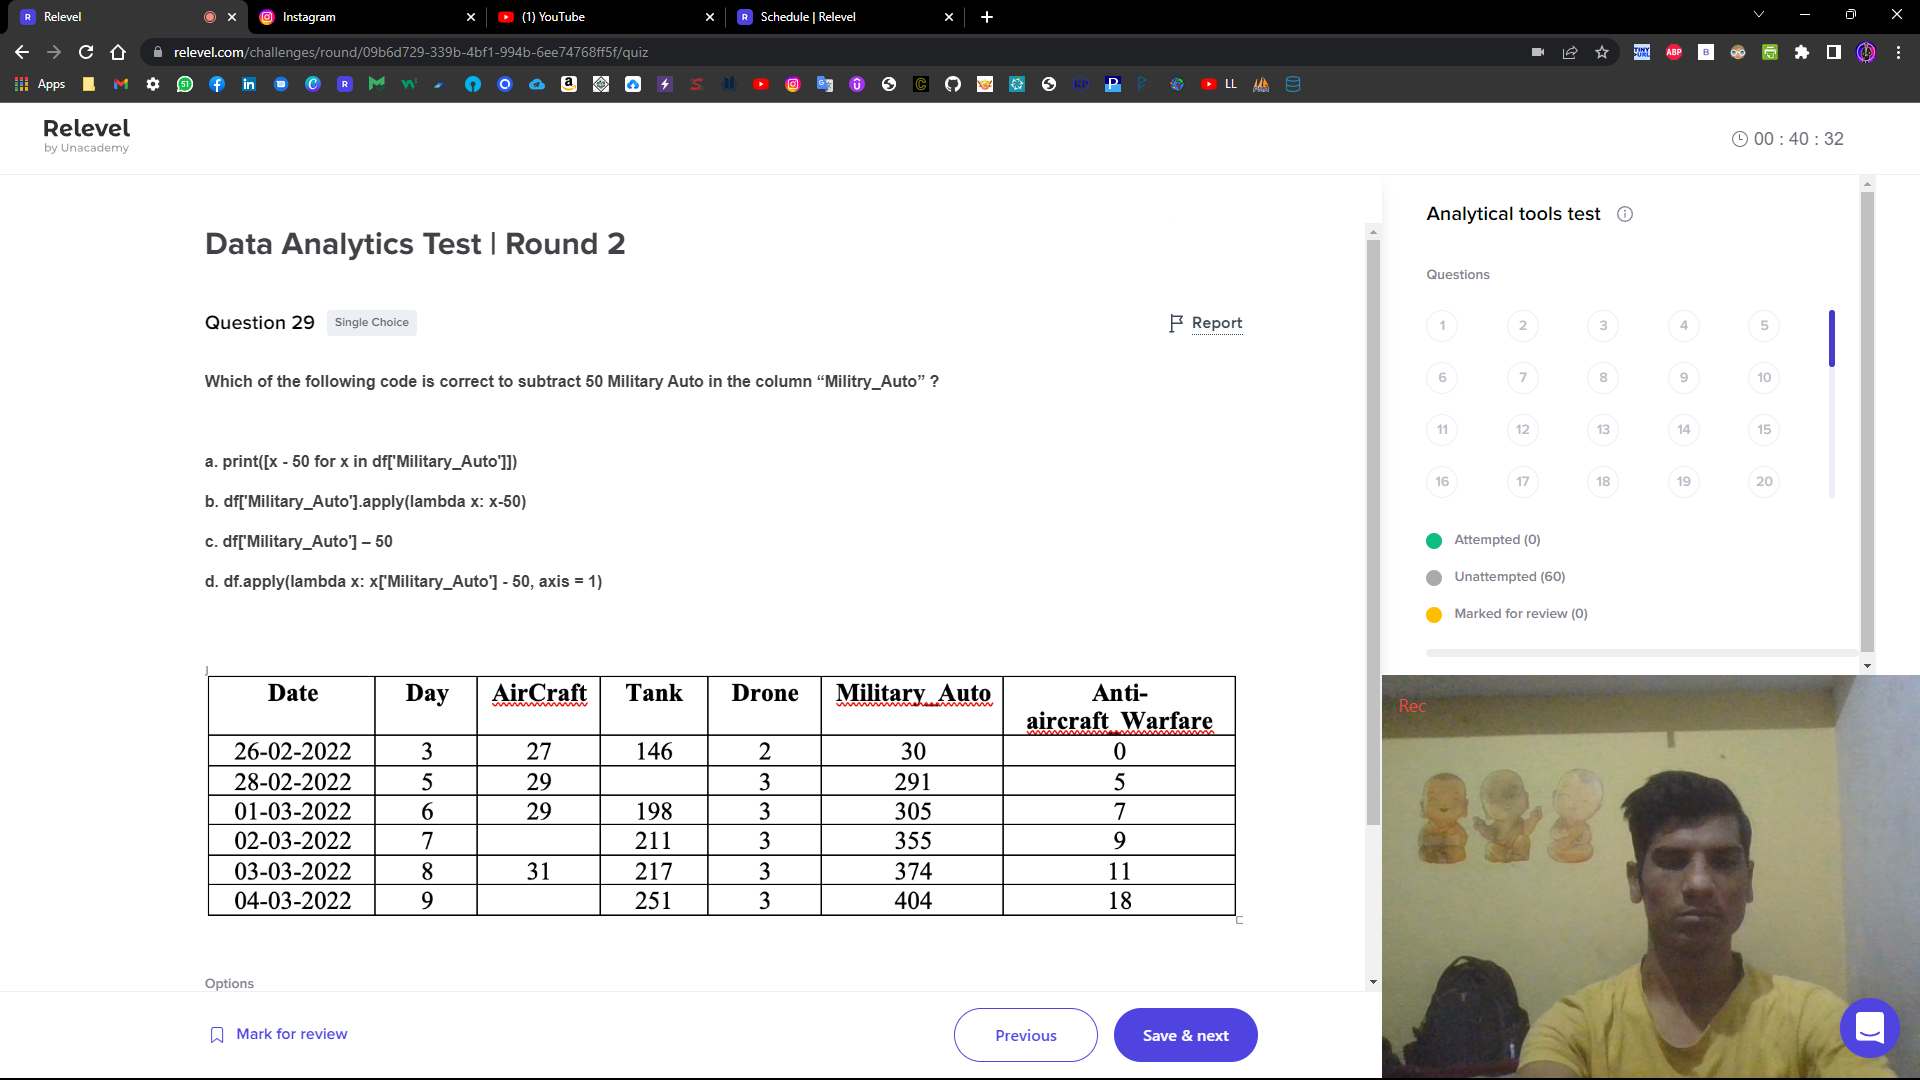 Relevel
Instagram
(1) YouTube
Schedule | Relevel
relevel.com/challenges/round/09b6d729-339b-4bf1-994b-6ee74768ff5f/quiz
Apps
LL
Relevel
by Unacademy
00 : 40 : 32
Data Analytics Test | Round 2
Question 29
Single Choice
Report
Which of the following code is correct to subtract 50 Military Auto in the column “Militry_Auto” ?
a. print([x - 50 for x in df['Military_Auto']])
b. df['Military_Auto'].apply(lambda x: x-50)
c. df['Military_Auto'] – 50
d. df.apply(lambda x: x['Military_Auto'] - 50, axis = 1)
Date Day AirCraft Tank Drone Military_Auto Anti-aircraft_Warfare
26-02-2022 3 27 146 2 30 0
28-02-2022 5 29 3 291 5
01-03-2022 6 29 198 3 305 7
02-03-2022 7 211 3 355 9
03-03-2022 8 31 217 3 374 11
04-03-2022 9 251 3 404 18
Options
Mark for review
Previous
Save & next
Analytical tools test
Questions
1 2 3 4 5
6 7 8 9 10
11 12 13 14 15
16 17 18 19 20
Attempted (0)
Unattempted (60)
Marked for review (0)
Rec